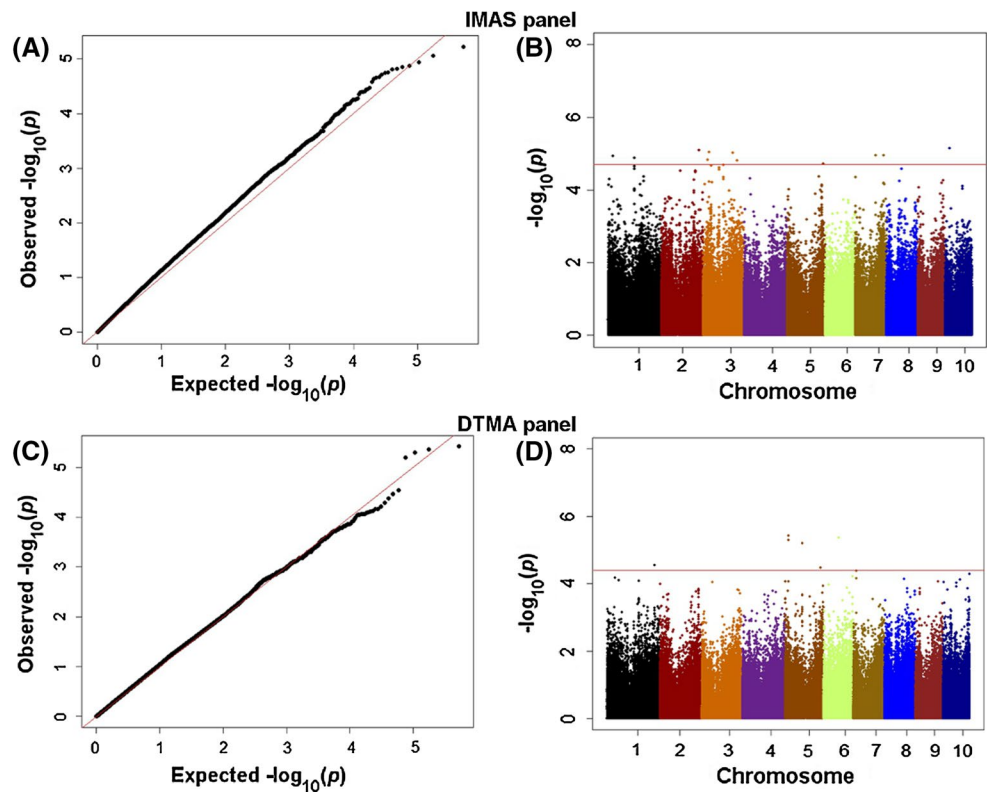 IMAS panel
(A)
Observed -log10(p)
0 1 2 3 4 5
0 1 2 3 4 5
Expected -log10(p)
(B)
-log10(p)
0 2 4 6 8
1 2 3 4 5 6 7 8 9 10
Chromosome
DTMA panel
(C)
Observed -log10(p)
0 1 2 3 4 5
0 1 2 3 4 5
Expected -log10(p)
(D)
-log10(p)
0 2 4 6 8
1 2 3 4 5 6 7 8 9 10
Chromosome